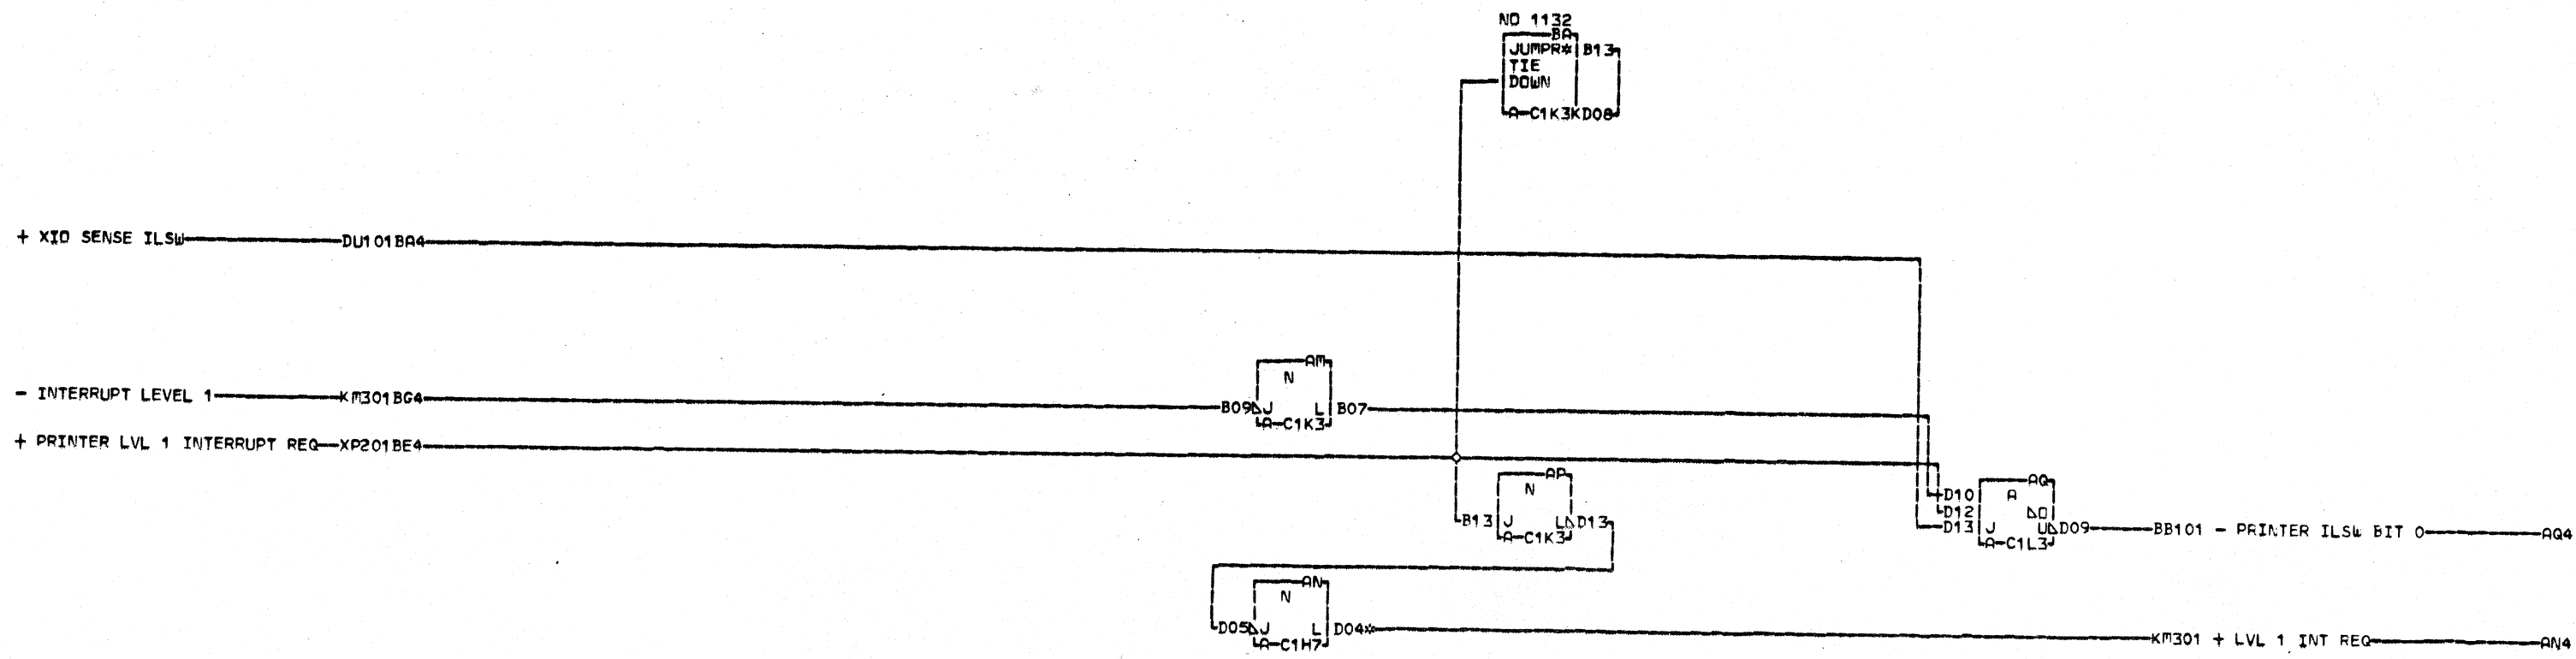 NO 1132
BA
JUMPR* B13
TIE
DOWN
A-C1K3KD08
+ XIO SENSE ILSW DU101BA4
AM
N
- INTERRUPT LEVEL 1 KM301BG4 B09 J L B07
A-C1K3
+ PRINTER LVL 1 INTERRUPT REQ XP201BE4
AP
N
B13 J L D13
A-C1K3
AQ
D10 A
D12 DO
D13 J U D09 BB101 - PRINTER ILSW BIT 0 AQ4
A-C1L3
AN
N
D05 J L D04* KM301 + LVL 1 INT REQ AN4
A-C1H7